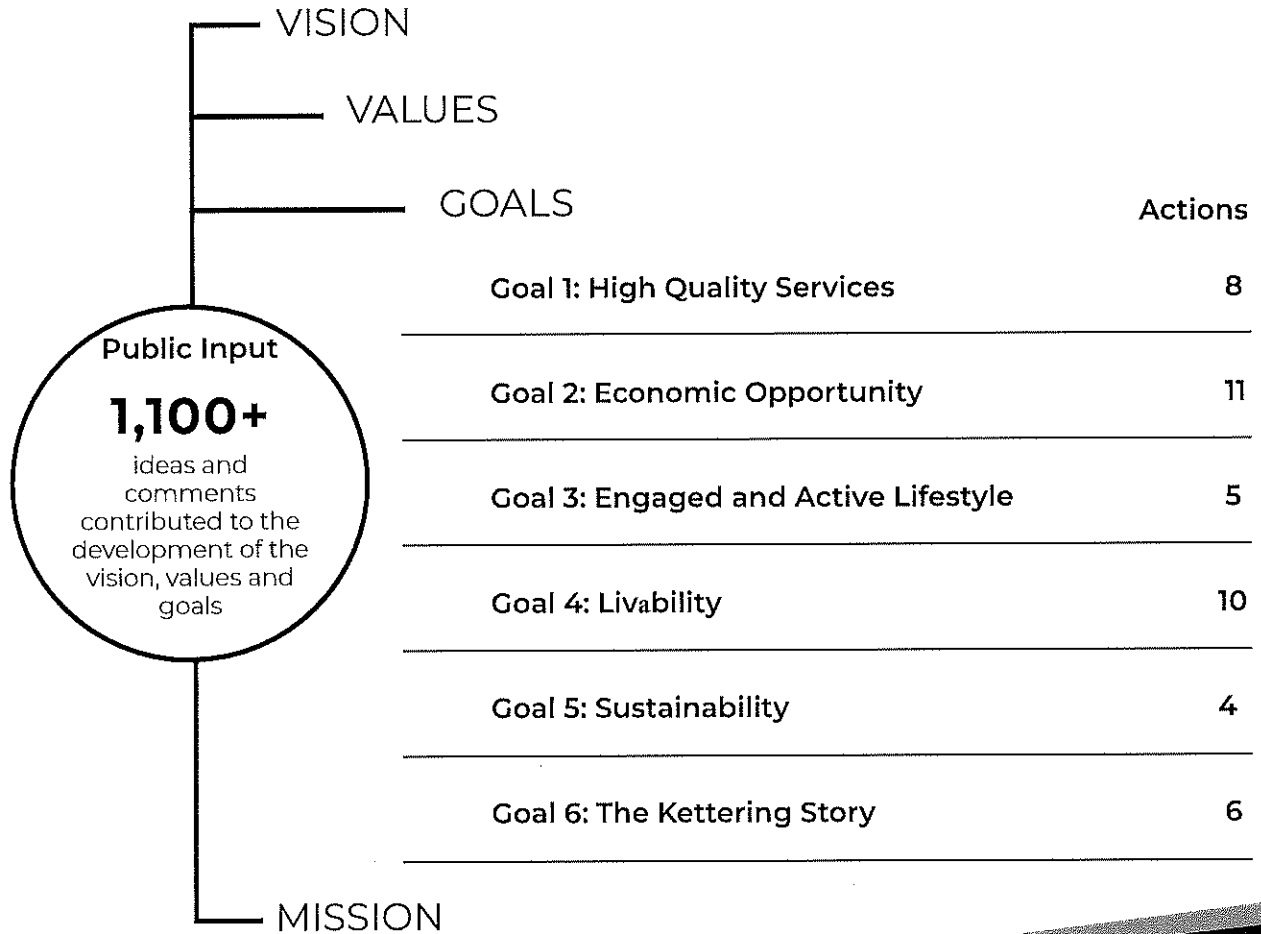 VISION
VALUES
GOALS
Actions
Goal 1: High Quality Services 8
Goal 2: Economic Opportunity 11
Goal 3: Engaged and Active Lifestyle 5
Goal 4: Livability 10
Goal 5: Sustainability 4
Goal 6: The Kettering Story 6
Public Input
1,100+
ideas and
comments
contributed to the
development of the
vision, values and
goals
MISSION